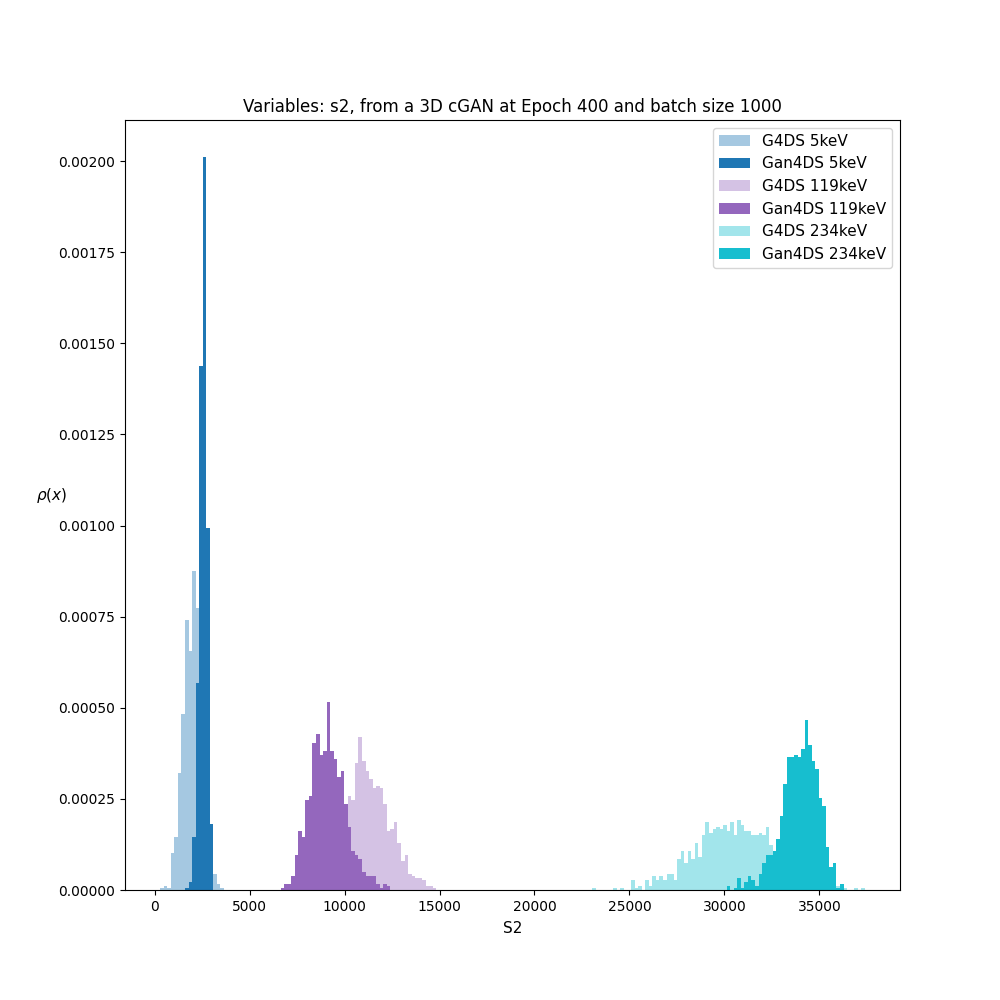 Variables: s2, from a 3D cGAN at Epoch 400 and batch size 1000
G4DS 5keV
Gan4DS 5keV
G4DS 119keV
Gan4DS 119keV
G4DS 234keV
Gan4DS 234keV
0.00200
0.00175
0.00150
0.00125
0.00100
0.00075
0.00050
0.00025
0.00000
ρ(x)
0 5000 10000 15000 20000 25000 30000 35000
S2